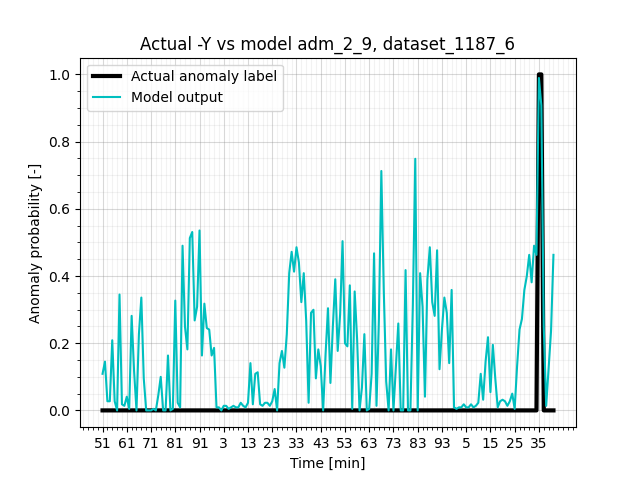 Actual -Y vs model adm_2_9, dataset_1187_6
Actual anomaly label
Model output
Anomaly probability [-]
1.0
0.8
0.6
0.4
0.2
0.0
51 61 71 81 91 3 13 23 33 43 53 63 73 83 93 5 15 25 35
Time [min]